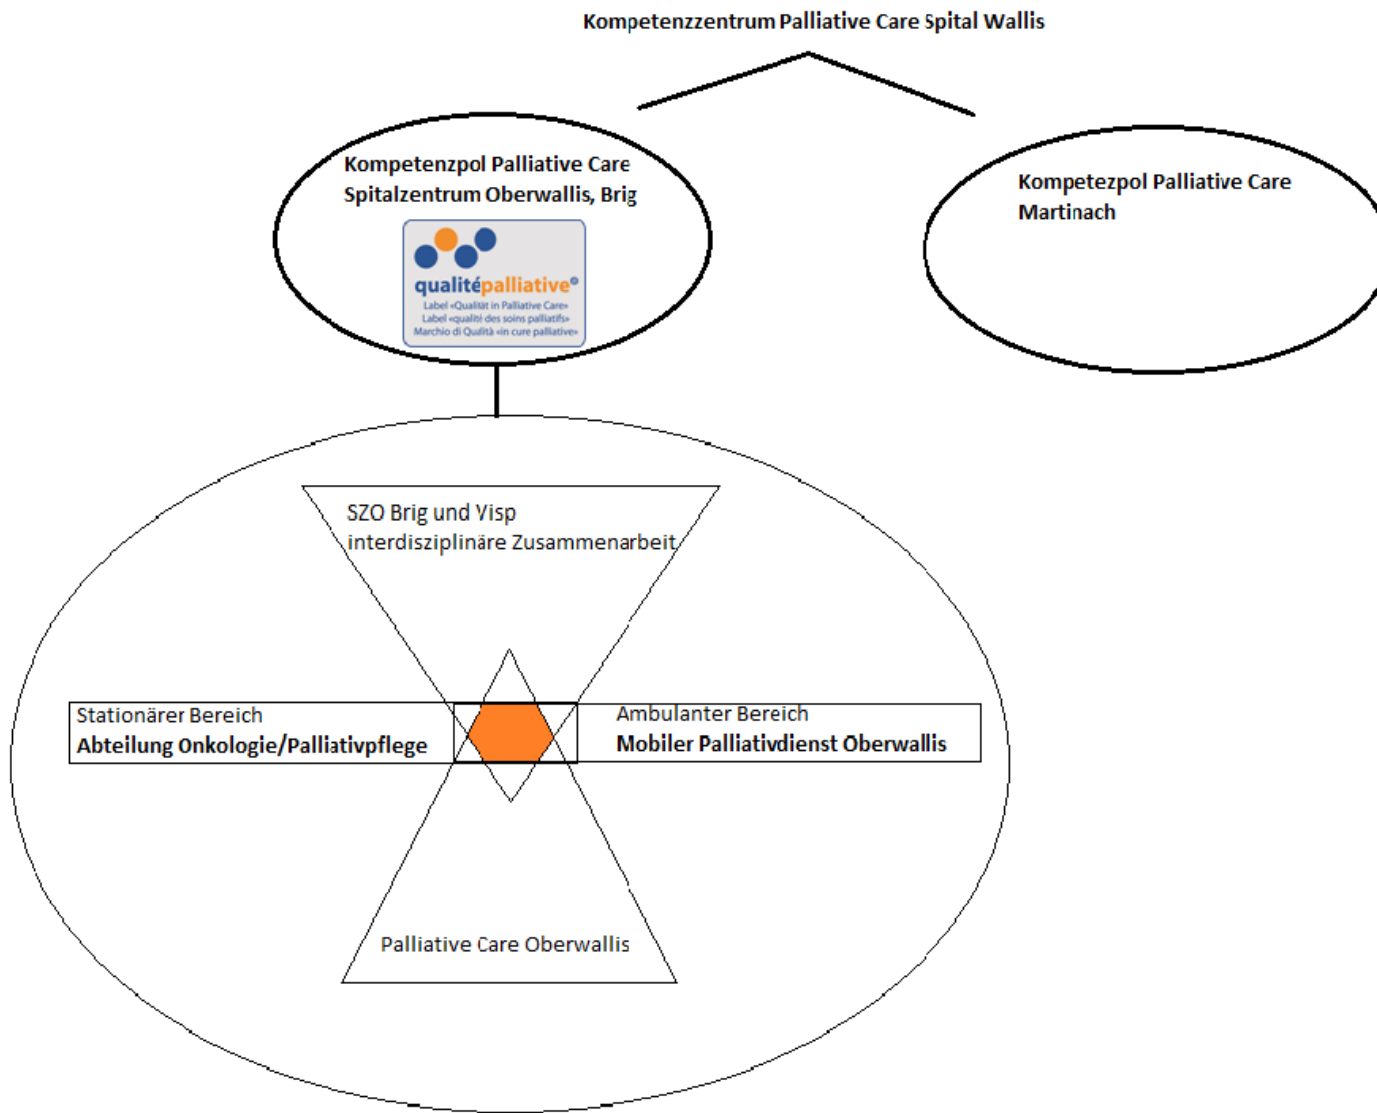 Kompetenzzentrum Palliative Care Spital Wallis
Kompetenzpol Palliative Care
Spitalzentrum Oberwallis, Brig
qualitépalliative®
Label «Qualität in Palliative Care»
Label «qualité des soins palliatifs»
Marchio di Qualità «in cure palliative»
Kompetezpol Palliative Care
Martinach
SZO Brig und Visp
interdisziplinäre Zusammenarbeit
Stationärer Bereich
Abteilung Onkologie/Palliativpflege
Ambulanter Bereich
Mobiler Palliativdienst Oberwallis
Palliative Care Oberwallis